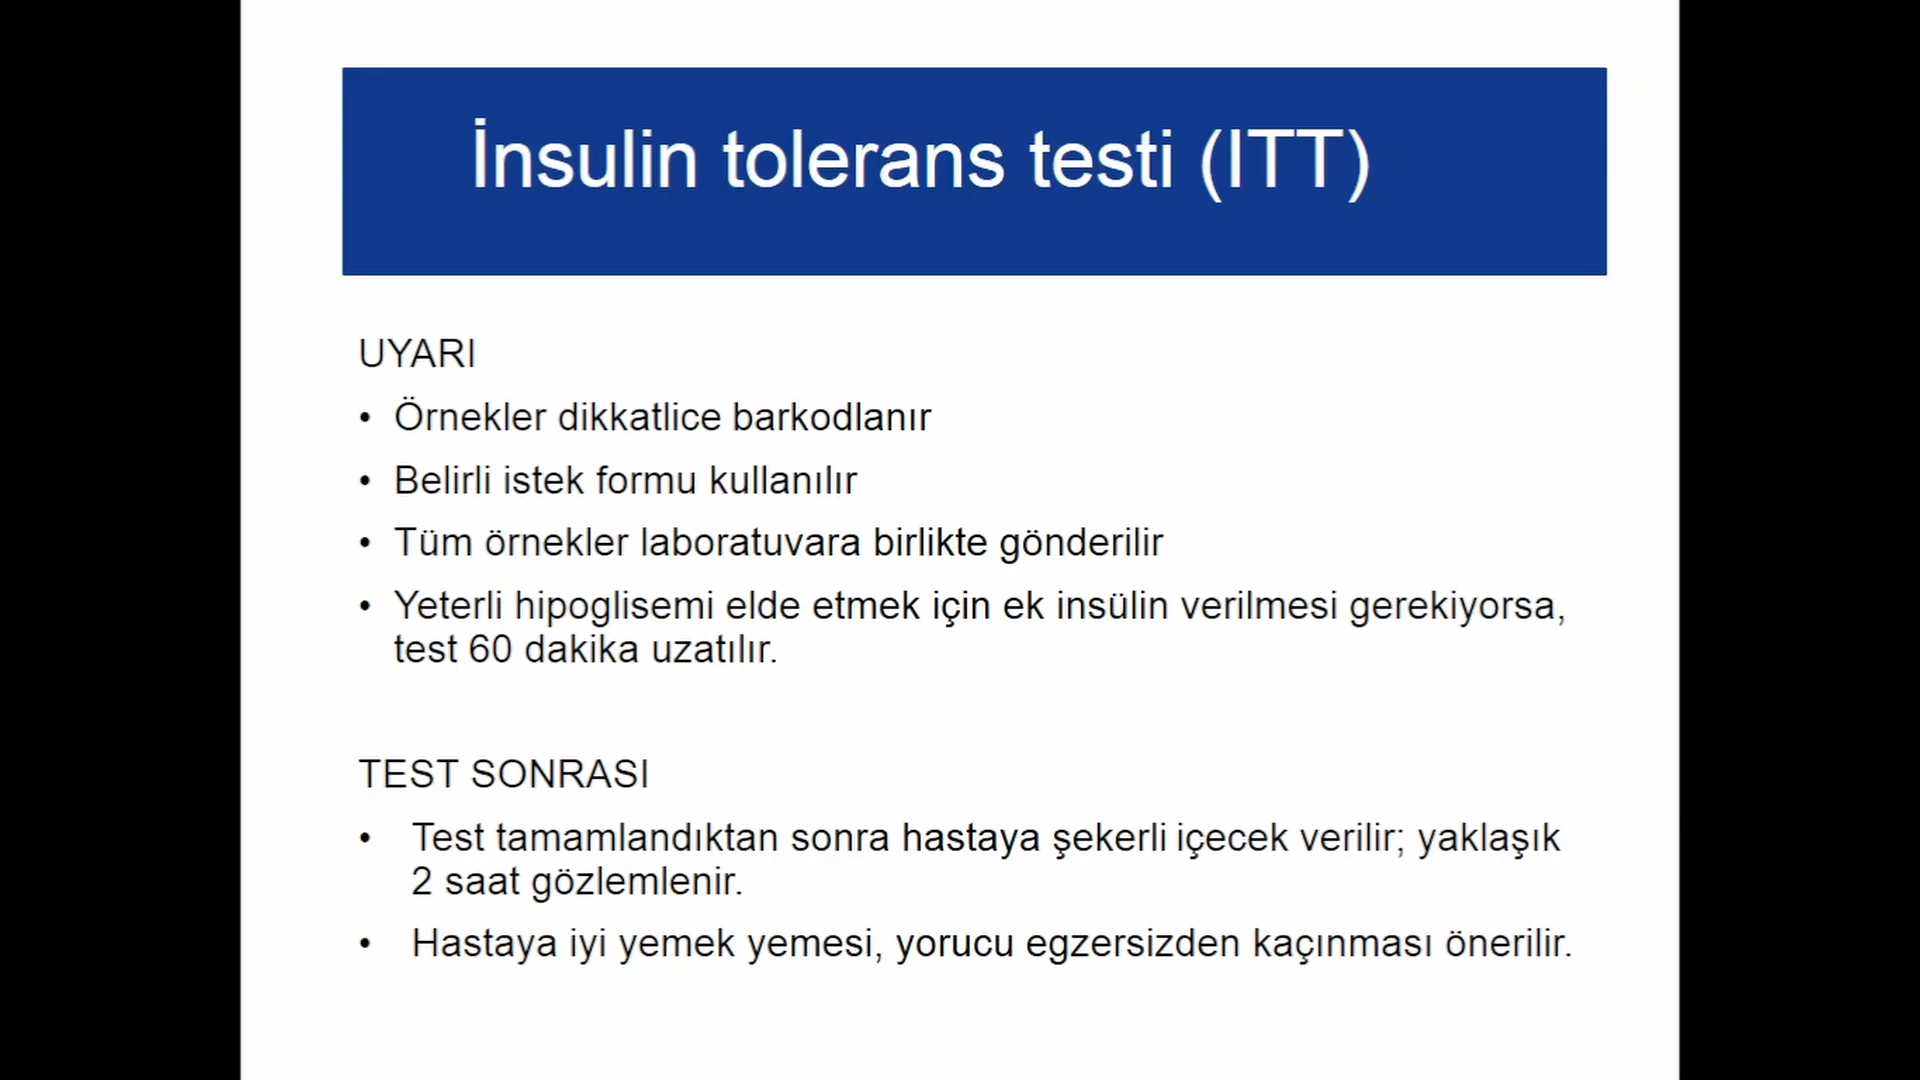 İnsulin tolerans testi (ITT)
UYARI
• Örnekler dikkatlice barkodlanır
• Belirli istek formu kullanılır
• Tüm örnekler laboratuvara birlikte gönderilir
• Yeterli hipoglisemi elde etmek için ek insülin verilmesi gerekiyorsa,
test 60 dakika uzatılır.
TEST SONRASI
• Test tamamlandıktan sonra hastaya şekerli içecek verilir; yaklaşık
2 saat gözlemlenir.
• Hastaya iyi yemek yemesi, yorucu egzersizden kaçınması önerilir.